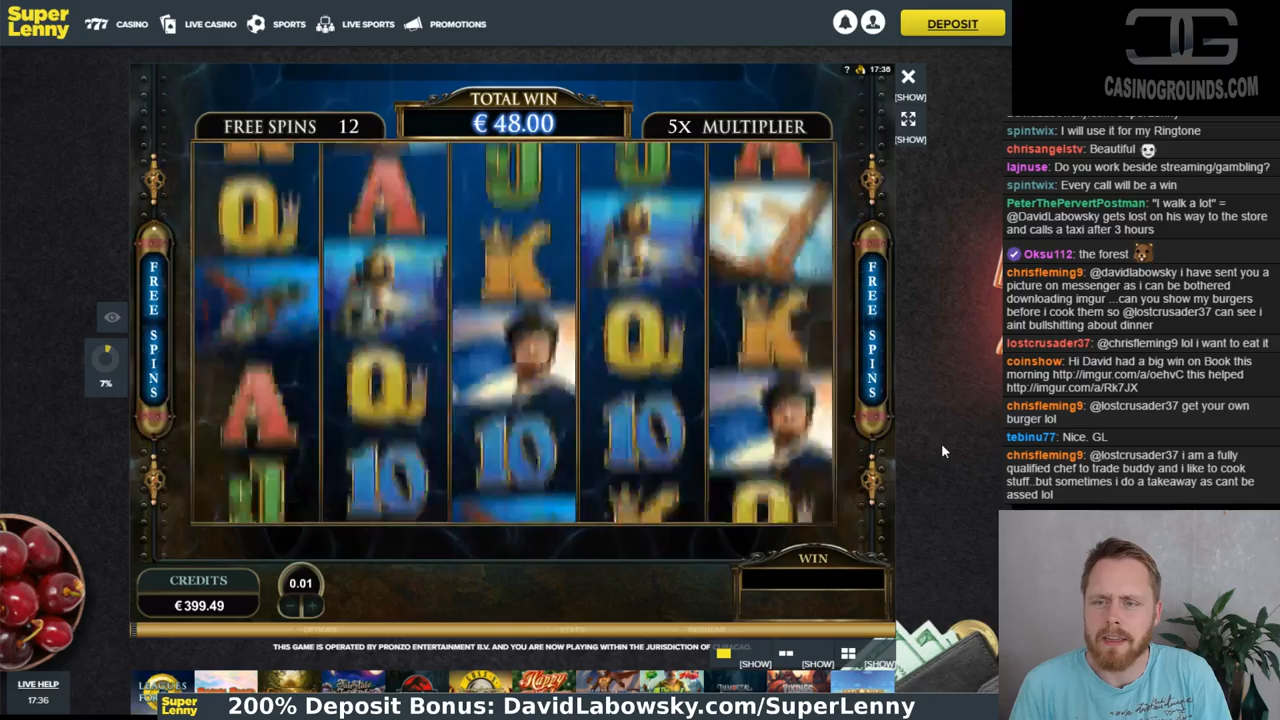 Super Lenny
777 CASINO
LIVE CASINO
SPORTS
LIVE SPORTS
PROMOTIONS
DEPOSIT
CG
CASINOGROUNDS.COM
? 17:38
[SHOW]
[SHOW]
TOTAL WIN
€ 48.00
FREE SPINS 12
5X MULTIPLIER
Q A J J A
K K
Q Q
A 10 10
J 10 K Q
FREE SPINS
FREE SPINS
7%
CREDITS
€399.49
0.01
WIN
THIS GAME IS OPERATED BY PRONZO ENTERTAINMENT B.V. AND YOU ARE NOW PLAYING WITHIN THE JURISDICTION OF
[SHOW] [SHOW] [SHOW]
LIVE HELP
17:36
Super Lenny
200% Deposit Bonus: DavidLabowsky.com/SuperLenny
spintwix: I will use it for my Ringtone
chrisangelstv: Beautiful
lajnuse: Do you work beside streaming/gambling?
spintwix: Every call will be a win
PeterThePervertPostman: "I walk a lot" =
@DavidLabowsky gets lost on his way to the store
and calls a taxi after 3 hours
Oksu112: the forest
chrisfleming9: @davidlabowsky i have sent you a
picture on messenger as i can be bothered
downloading imgur ...can you show my burgers
before i cook them so @lostcrusader37 can see i
aint bullshitting about dinner
lostcrusader37: @chrisfleming9 lol i want to eat it
coinshow: Hi David had a big win on Book this
morning http://imgur.com/a/oehvC this helped
http://imgur.com/a/Rk7JX
chrisfleming9: @lostcrusader37 get your own
burger lol
tebinu77: Nice. GL
chrisfleming9: @lostcrusader37 i am a fully
qualified chef to trade buddy and i like to cook
stuff..but sometimes i do a takeaway as cant be
assed lol